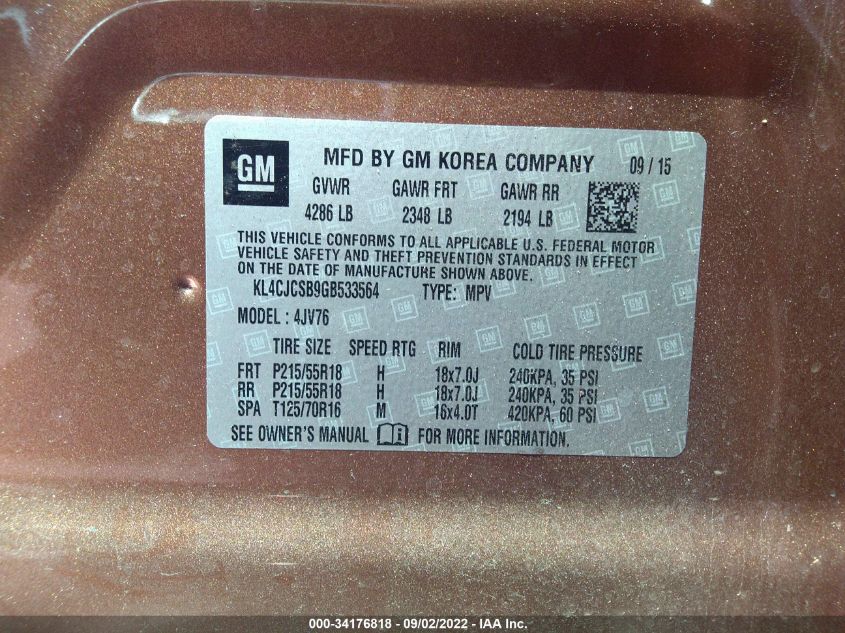 GM
MFD BY GM KOREA COMPANY 09 / 15
GVWR GAWR FRT GAWR RR
4286 LB 2348 LB 2194 LB
THIS VEHICLE CONFORMS TO ALL APPLICABLE U.S. FEDERAL MOTOR
VEHICLE SAFETY AND THEFT PREVENTION STANDARDS IN EFFECT
ON THE DATE OF MANUFACTURE SHOWN ABOVE.
KL4CJCSB9GB533564 TYPE: MPV
MODEL : 4JV76
TIRE SIZE SPEED RTG RIM COLD TIRE PRESSURE
FRT P215/55R18 H 18x7.0J 240KPA, 35 PSI
RR P215/55R18 H 18x7.0J 240KPA, 35 PSI
SPA T125/70R16 M 16x4.0T 420KPA, 60 PSI
SEE OWNER'S MANUAL FOR MORE INFORMATION.
000-34176818 - 09/02/2022 - IAA Inc.